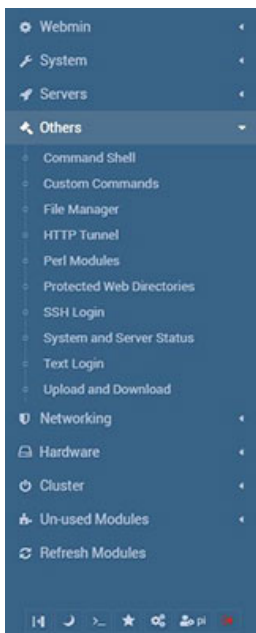 Webmin
System
Servers
Others
Command Shell
Custom Commands
File Manager
HTTP Tunnel
Perl Modules
Protected Web Directories
SSH Login
System and Server Status
Text Login
Upload and Download
Networking
Hardware
Cluster
Un-used Modules
Refresh Modules
pi